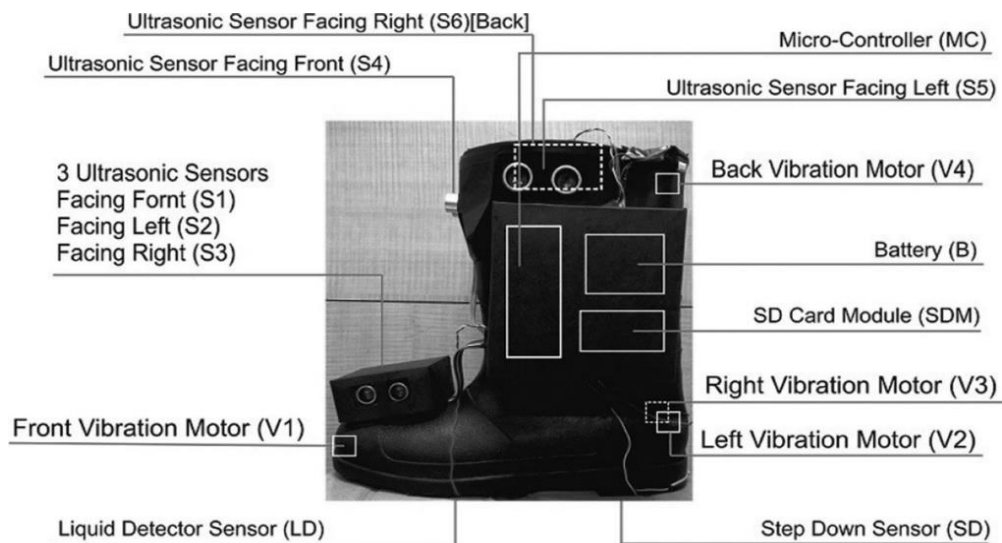 Ultrasonic Sensor Facing Right (S6)[Back]
Micro-Controller (MC)
Ultrasonic Sensor Facing Front (S4)
Ultrasonic Sensor Facing Left (S5)
3 Ultrasonic Sensors
Facing Fornt (S1)
Facing Left (S2)
Facing Right (S3)
Back Vibration Motor (V4)
Battery (B)
SD Card Module (SDM)
Right Vibration Motor (V3)
Front Vibration Motor (V1)
Left Vibration Motor (V2)
Liquid Detector Sensor (LD)
Step Down Sensor (SD)